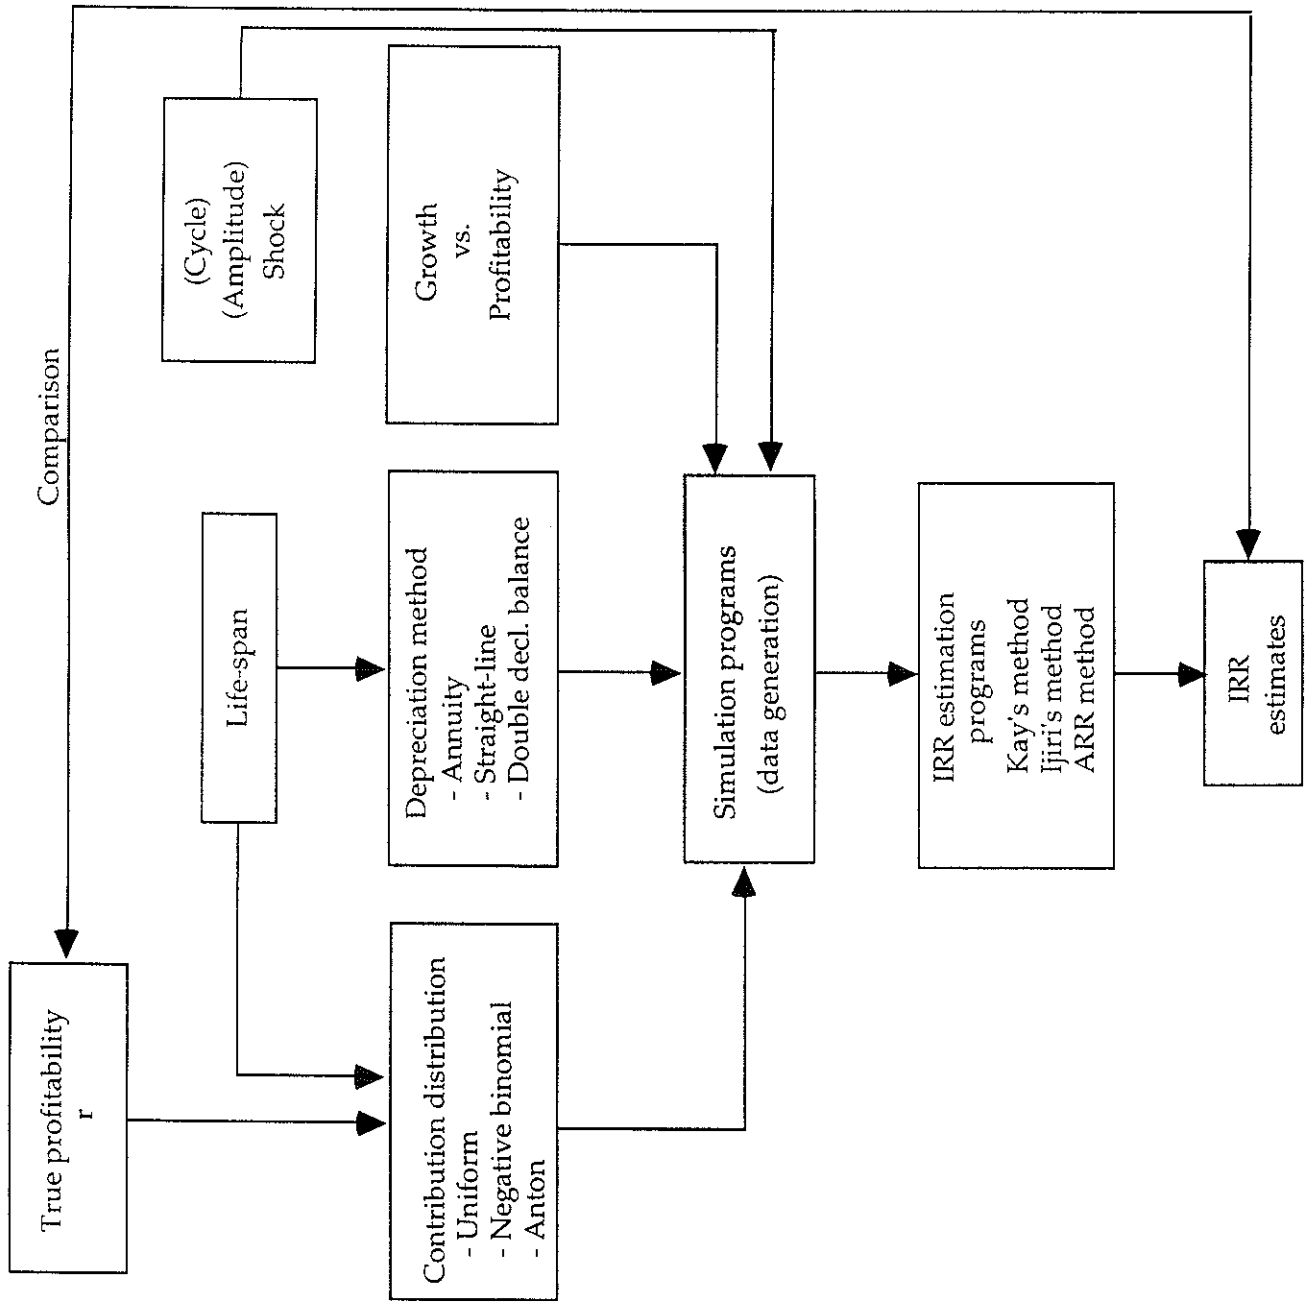 True profitability
r
Comparison
Life-span
(Cycle)
(Amplitude)
Shock
Contribution distribution
- Uniform
- Negative binomial
- Anton
Depreciation method
- Annuity
- Straight-line
- Double decl. balance
Growth
vs.
Profitability
Simulation programs
(data generation)
IRR estimation
programs
Kay's method
Ijiri's method
ARR method
IRR
estimates